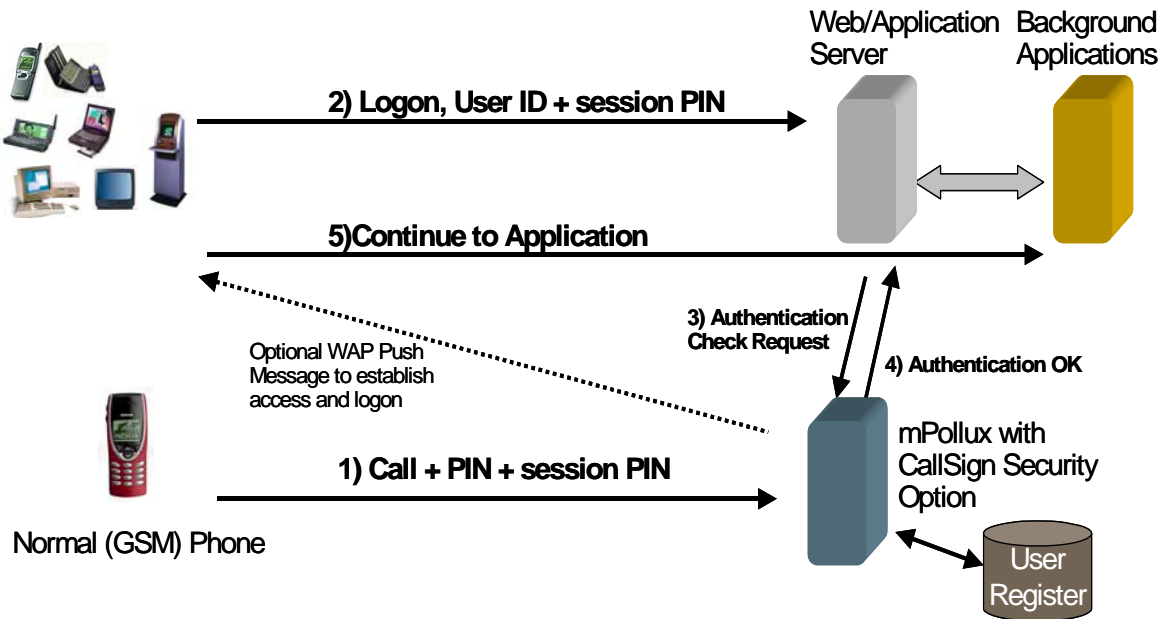 Web/Application
Server
Background
Applications
2) Logon, User ID + session PIN
5)Continue to Application
3) Authentication
Check Request
4) Authentication OK
Optional WAP Push
Message to establish
access and logon
1) Call + PIN + session PIN
mPollux with
CallSign Security
Option
Normal (GSM) Phone
User
Register